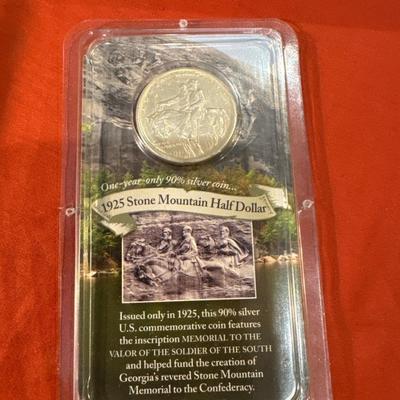 One-year-only 90% silver coin...
1925 Stone Mountain Half Dollar
Issued only in 1925, this 90% silver
U.S. commemorative coin features
the inscription MEMORIAL TO THE
VALOR OF THE SOLDIER OF THE SOUTH
and helped fund the creation of
Georgia's revered Stone Mountain
Memorial to the Confederacy.